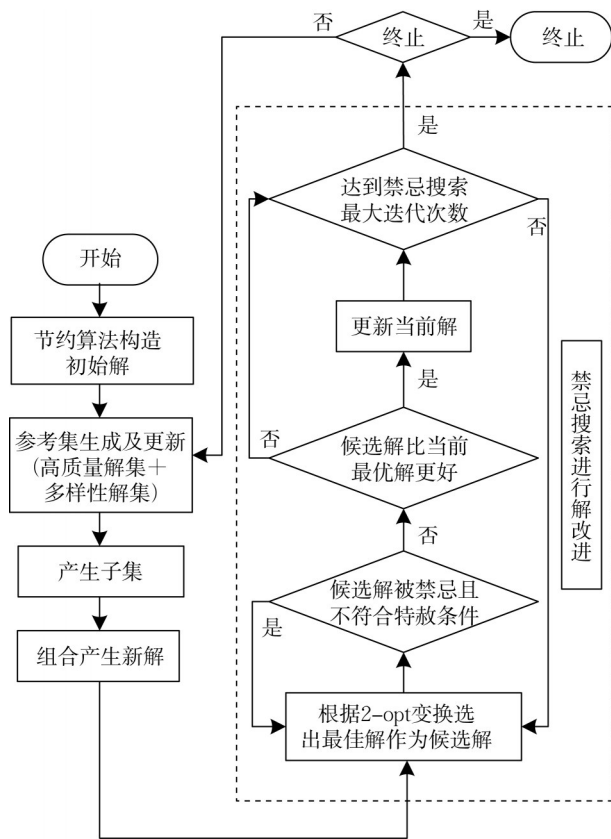 否
终止
是
终止
是
达到禁忌搜索
最大迭代次数
否
开始
更新当前解
节约算法构造
初始解
是
禁忌搜索进行解改进
参考集生成及更新
(高质量解集+
多样性解集)
否
候选解比当前
最优解更好
否
产生子集
候选解被禁忌且
不符合特赦条件
是
组合产生新解
根据2-opt变换选
出最佳解作为候选解